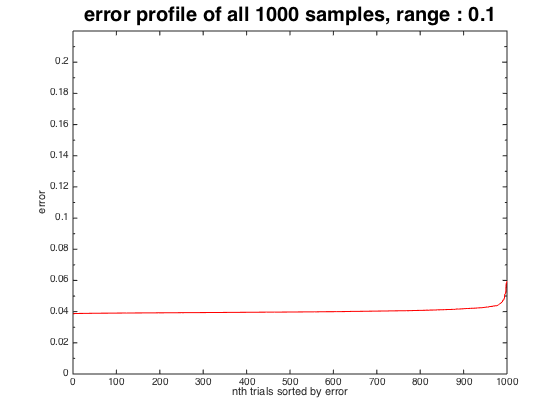 error profile of all 1000 samples, range : 0.1
0.2
0.18
0.16
0.14
0.12
0.1
0.08
0.06
0.04
0.02
0
error
0 100 200 300 400 500 600 700 800 900 1000
nth trials sorted by error